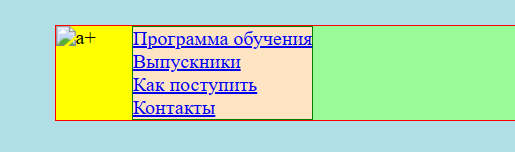 a+
Программа обучения
Выпускники
Как поступить
Контакты